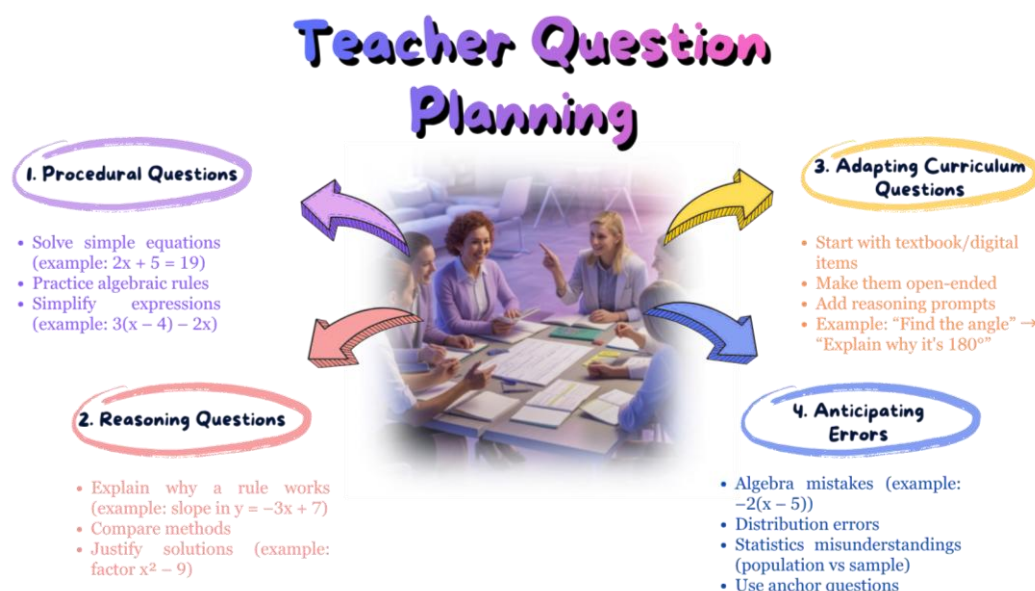 Teacher Question
Planning
1. Procedural Questions
• Solve simple equations
(example: 2x + 5 = 19)
• Practice algebraic rules
• Simplify expressions
(example: 3(x – 4) – 2x)
2. Reasoning Questions
• Explain why a rule works
(example: slope in y = –3x + 7)
• Compare methods
• Justify solutions (example:
factor x² – 9)
3. Adapting Curriculum
Questions
• Start with textbook/digital
items
• Make them open-ended
• Add reasoning prompts
• Example: “Find the angle” →
“Explain why it's 180°”
4. Anticipating
Errors
• Algebra mistakes (example:
–2(x – 5))
• Distribution errors
• Statistics misunderstandings
(population vs sample)
• Use anchor questions